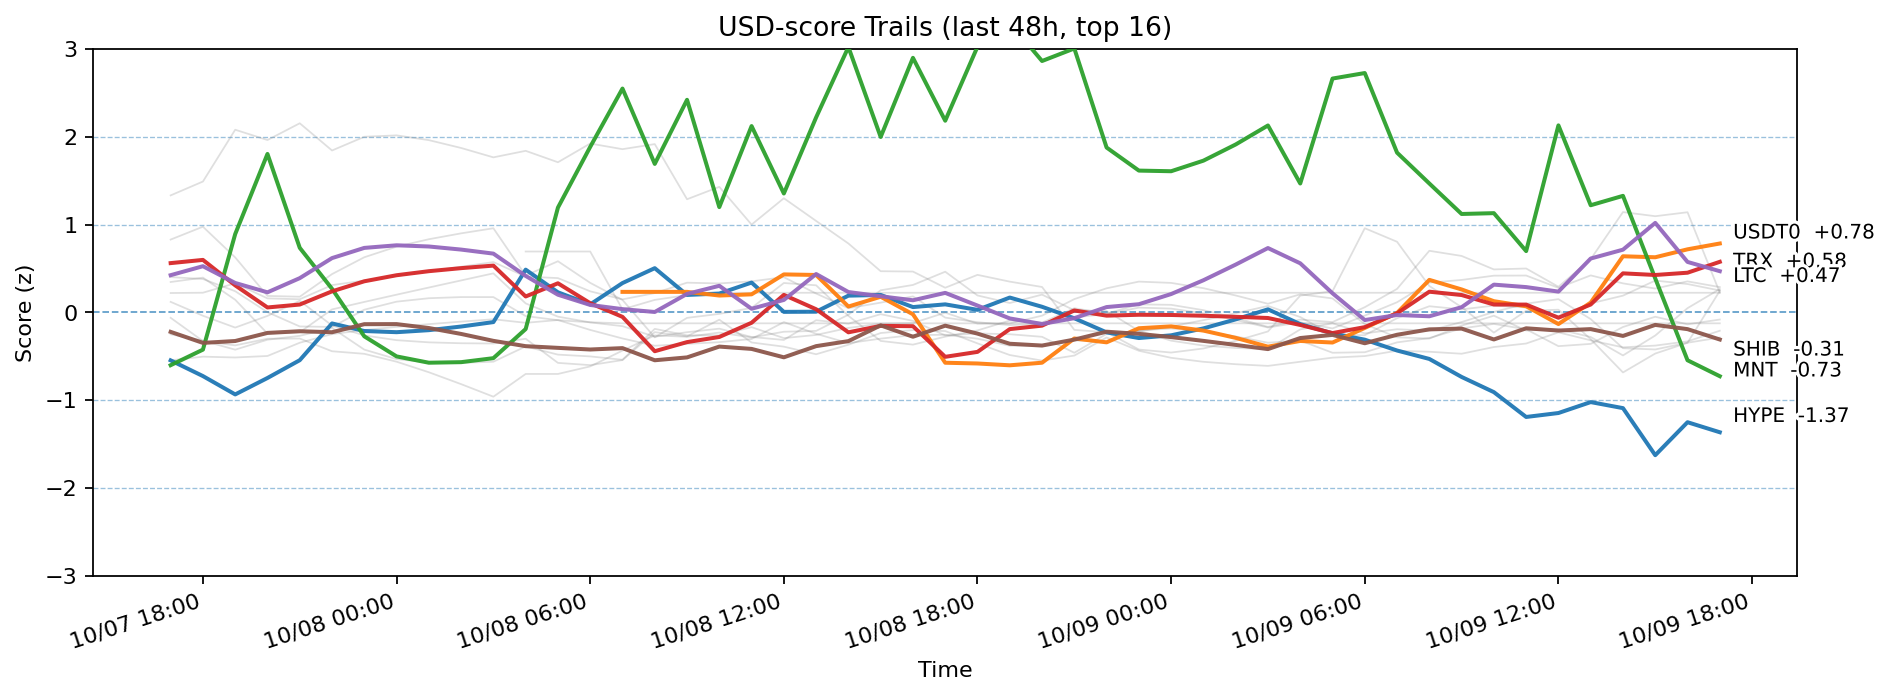 USD-score Trails (last 48h, top 16)
Score (z)
3
2
1
0
−1
−2
−3
USDT0 +0.78
TRX +0.58
LTC +0.47
SHIB -0.31
MNT -0.73
HYPE -1.37
10/07 18:00
10/08 00:00
10/08 06:00
10/08 12:00
10/08 18:00
10/09 00:00
10/09 06:00
10/09 12:00
10/09 18:00
Time